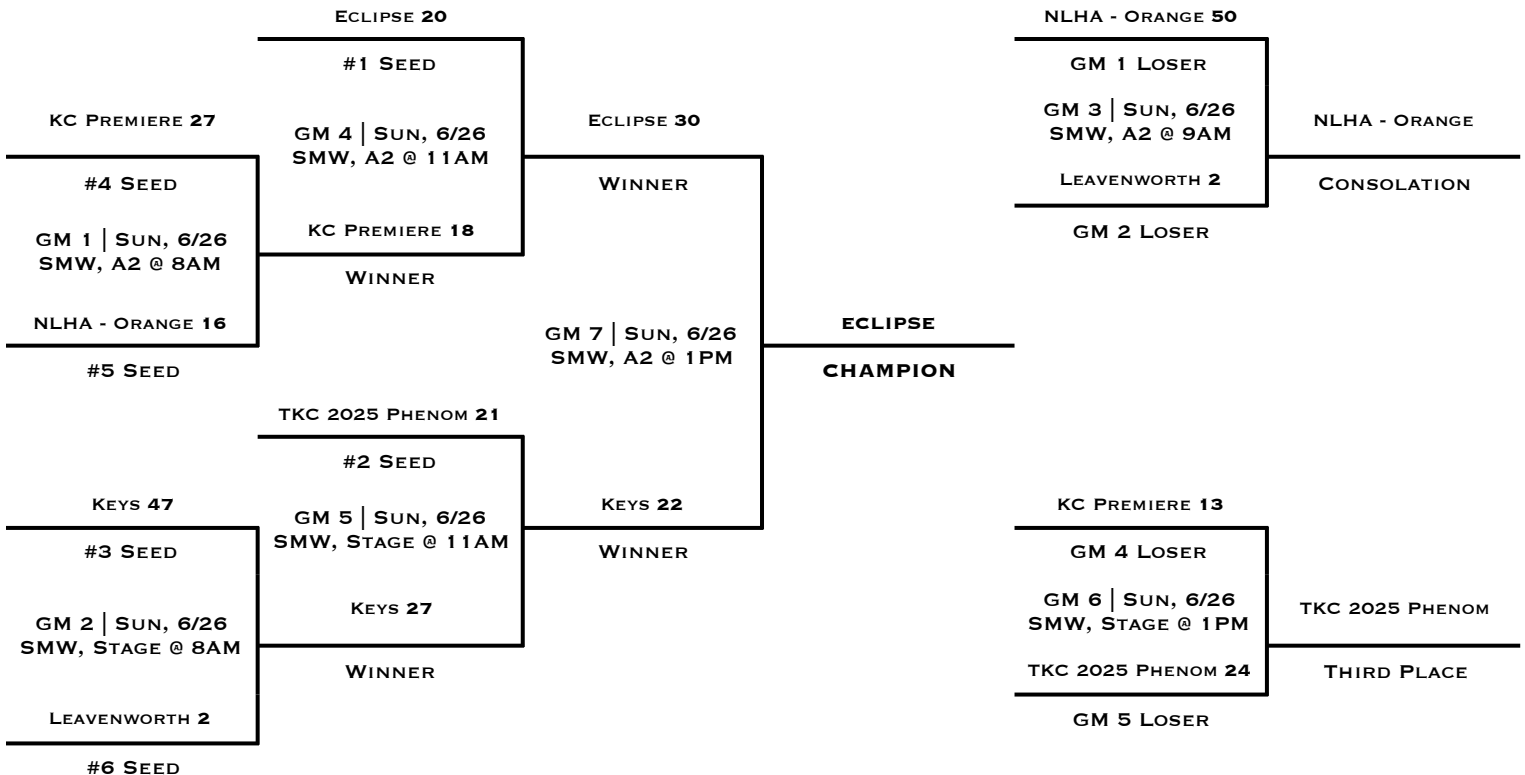 Eclipse 20
#1 Seed
GM 4 | Sun, 6/26
SMW, A2 @ 11AM
KC Premiere 18
Winner
KC Premiere 27
#4 Seed
GM 1 | Sun, 6/26
SMW, A2 @ 8AM
NLHA - Orange 16
#5 Seed
Eclipse 30
Winner
GM 7 | Sun, 6/26
SMW, A2 @ 1PM
Eclipse
CHAMPION
TKC 2025 Phenom 21
#2 Seed
GM 5 | Sun, 6/26
SMW, Stage @ 11AM
Keys 27
Winner
Keys 47
#3 Seed
GM 2 | Sun, 6/26
SMW, Stage @ 8AM
Leavenworth 2
#6 Seed
Keys 22
Winner
NLHA - Orange 50
GM 1 Loser
GM 3 | Sun, 6/26
SMW, A2 @ 9AM
Leavenworth 2
GM 2 Loser
NLHA - Orange
Consolation
KC Premiere 13
GM 4 Loser
GM 6 | Sun, 6/26
SMW, Stage @ 1PM
TKC 2025 Phenom 24
GM 5 Loser
TKC 2025 Phenom
Third Place